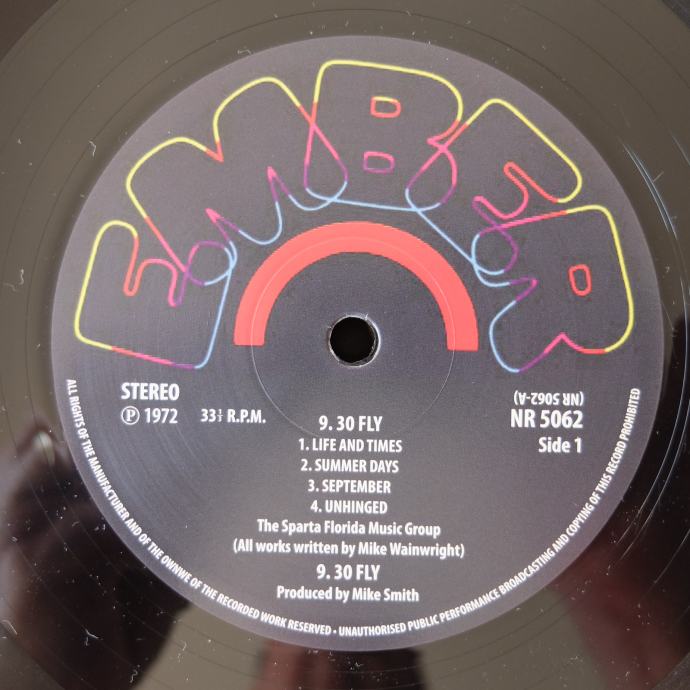 EMBER
STEREO
Ⓟ 1972 33⅓ R.P.M.
(NR 5062-A)
NR 5062
Side 1
9. 30 FLY
1. LIFE AND TIMES
2. SUMMER DAYS
3. SEPTEMBER
4. UNHINGED
The Sparta Florida Music Group
(All works written by Mike Wainwright)
9. 30 FLY
Produced by Mike Smith
ALL RIGHTS OF THE MANUFACTURER AND OF THE OWNWE OF THE RECORDED WORK RESERVED • UNAUTHORISED PUBLIC PERFORMANCE BROADCASTING AND COPYING OF THIS RECORD PROHIBITED